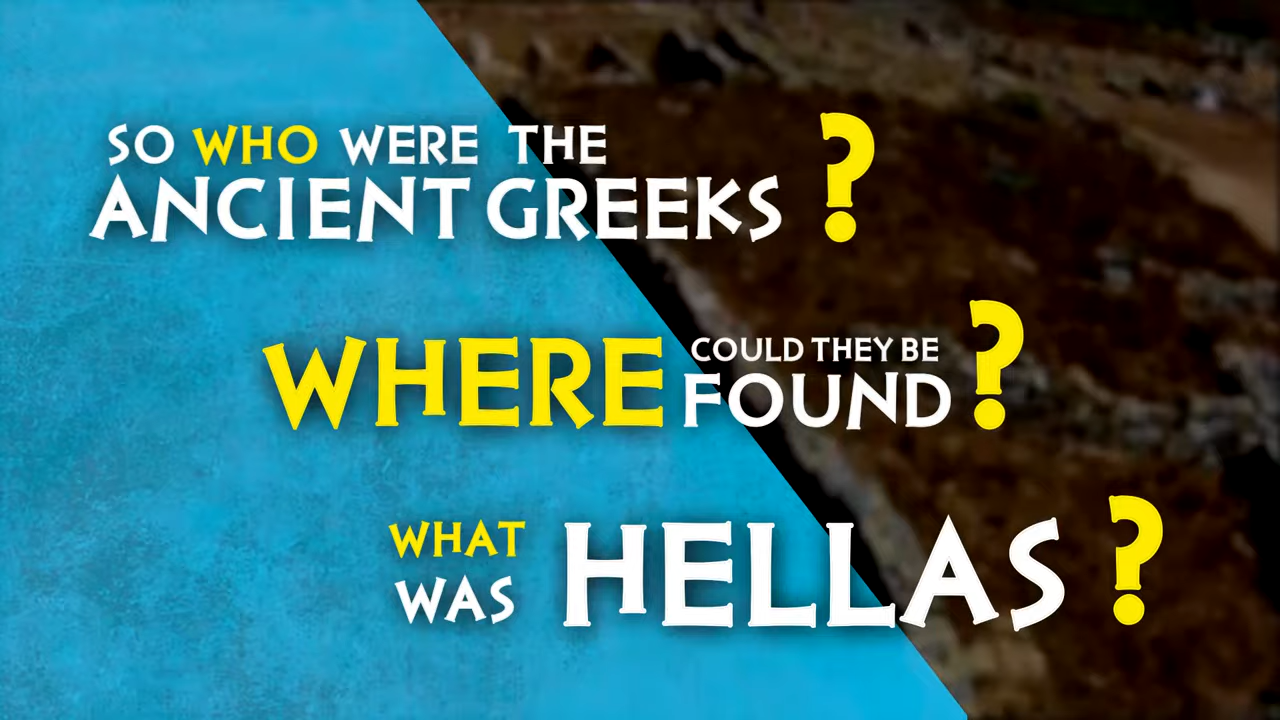 SO WHO WERE THE
ANCIENT GREEKS ?
WHERE COULD THEY BE
FOUND ?
WHAT
WAS HELLAS ?